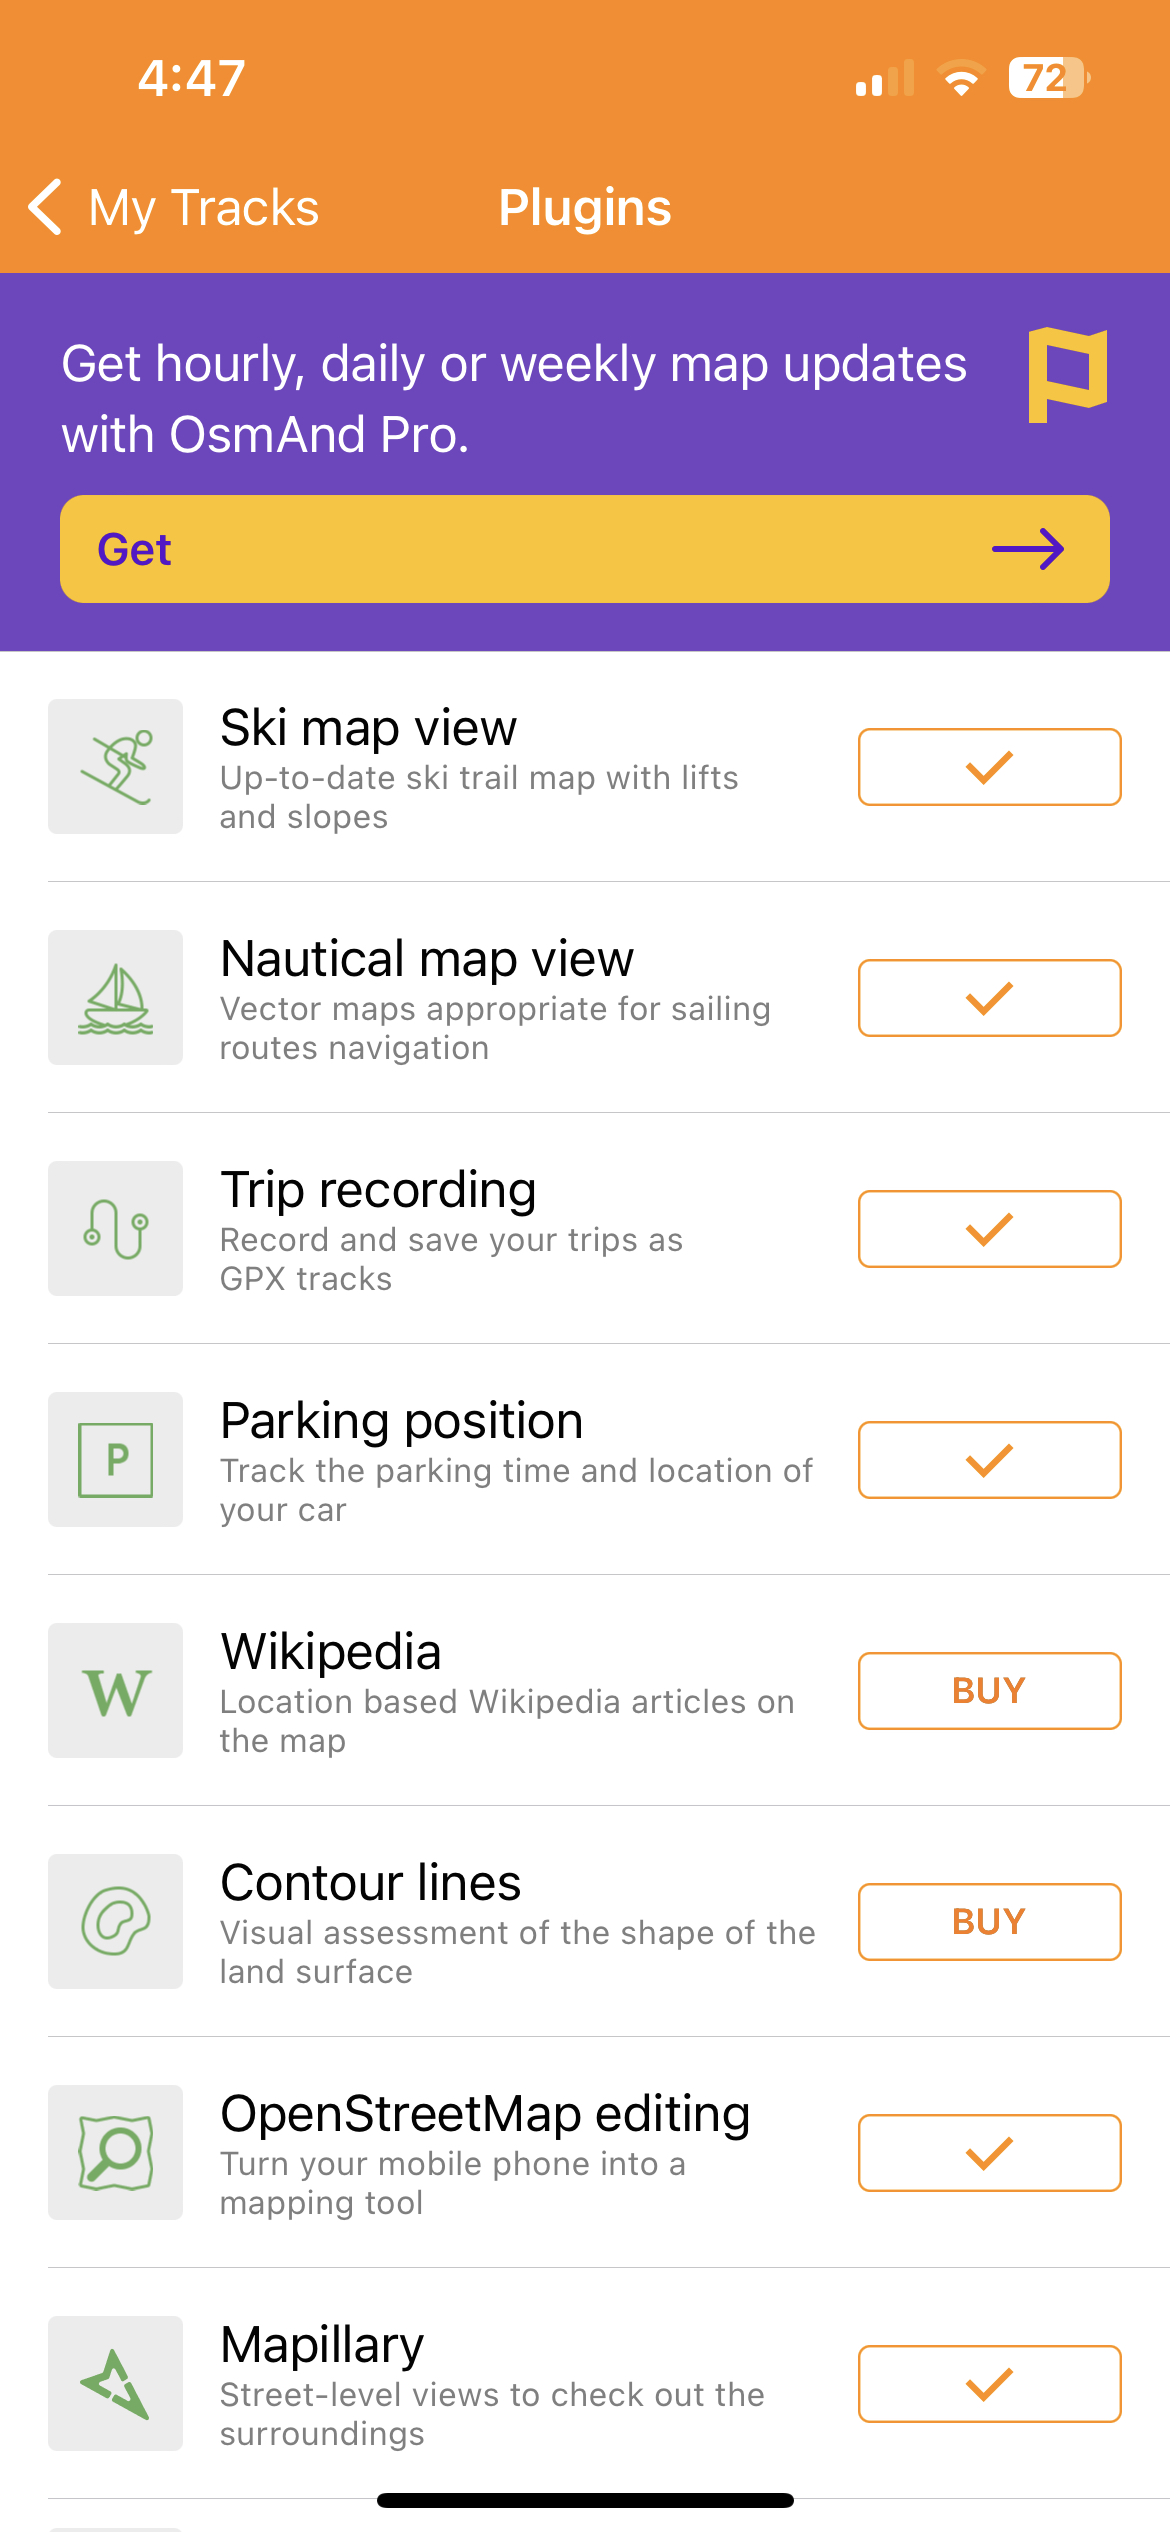 4:47
72
My Tracks
Plugins
Get hourly, daily or weekly map updates
with OsmAnd Pro.
Get
Ski map view
Up-to-date ski trail map with lifts
and slopes
Nautical map view
Vector maps appropriate for sailing
routes navigation
Trip recording
Record and save your trips as
GPX tracks
P
Parking position
Track the parking time and location of
your car
W
Wikipedia
Location based Wikipedia articles on
the map
BUY
Contour lines
Visual assessment of the shape of the
land surface
BUY
OpenStreetMap editing
Turn your mobile phone into a
mapping tool
Mapillary
Street-level views to check out the
surroundings